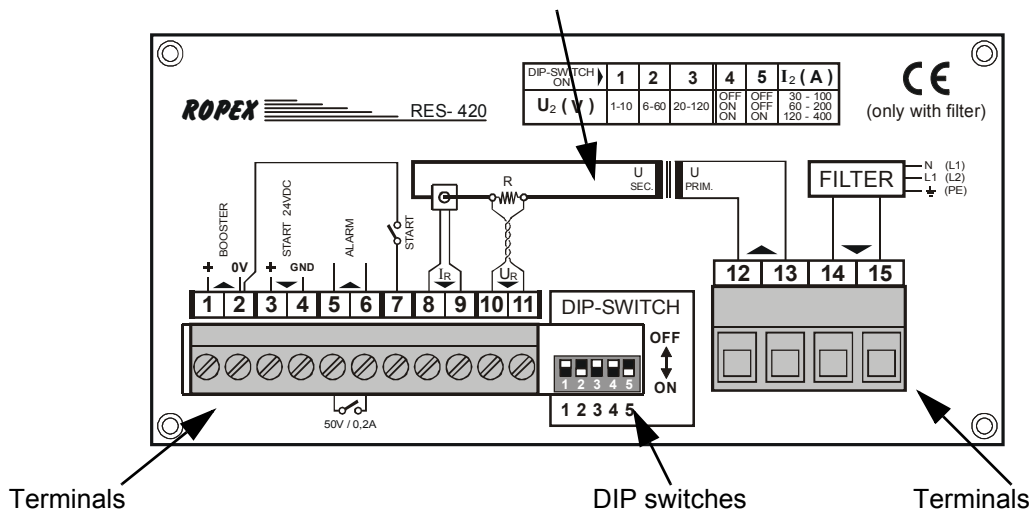 DIP-SWITCH ON 1 2 3 4 5 I2 (A)
U2 (V) 1-10 6-60 20-120 OFF OFF 30 - 100
ON OFF 60 - 200
ON ON 120 - 400
CE
(only with filter)
ROPEX RES- 420
BOOSTER
START 24VDC
ALARM
START
R
U SEC.
U PRIM.
FILTER
N (L1)
L1 (L2)
(PE)
+ 0V + GND
IR UR
1 2 3 4 5 6 7 8 9 10 11
12 13 14 15
DIP-SWITCH
OFF
ON
1 2 3 4 5
1 2 3 4 5
50V / 0,2A
Terminals
DIP switches
Terminals